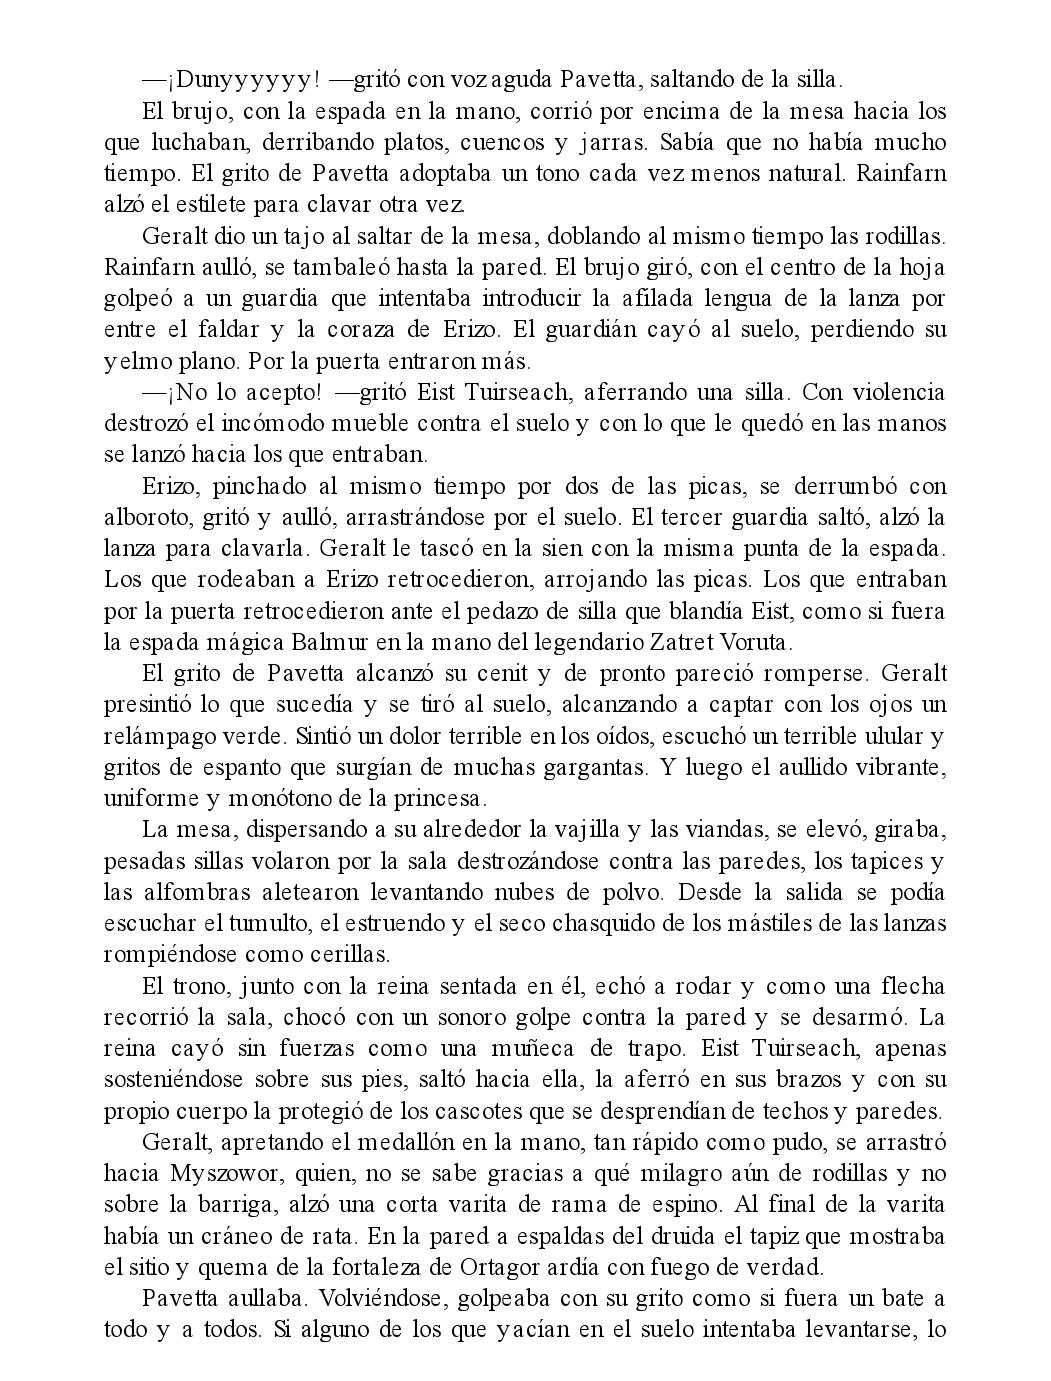 —¡Dunyyyyyy! —gritó con voz aguda Pavetta, saltando de la silla.
El brujo, con la espada en la mano, corrió por encima de la mesa hacia los
que luchaban, derribando platos, cuencos y jarras. Sabía que no había mucho
tiempo. El grito de Pavetta adoptaba un tono cada vez menos natural. Rainfarn
alzó el estilete para clavar otra vez.
Geralt dio un tajo al saltar de la mesa, doblando al mismo tiempo las rodillas.
Rainfarn aulló, se tambaleó hasta la pared. El brujo giró, con el centro de la hoja
golpeó a un guardia que intentaba introducir la afilada lengua de la lanza por
entre el faldar y la coraza de Erizo. El guardián cayó al suelo, perdiendo su
yelmo plano. Por la puerta entraron más.
—¡No lo acepto! —gritó Eist Tuirseach, aferrando una silla. Con violencia
destrozó el incómodo mueble contra el suelo y con lo que le quedó en las manos
se lanzó hacia los que entraban.
Erizo, pinchado al mismo tiempo por dos de las picas, se derrumbó con
alboroto, gritó y aulló, arrastrándose por el suelo. El tercer guardia saltó, alzó la
lanza para clavarla. Geralt le tascó en la sien con la misma punta de la espada.
Los que rodeaban a Erizo retrocedieron, arrojando las picas. Los que entraban
por la puerta retrocedieron ante el pedazo de silla que blandía Eist, como si fuera
la espada mágica Balmur en la mano del legendario Zatret Voruta.
El grito de Pavetta alcanzó su cenit y de pronto pareció romperse. Geralt
presintió lo que sucedía y se tiró al suelo, alcanzando a captar con los ojos un
relámpago verde. Sintió un dolor terrible en los oídos, escuchó un terrible ulular y
gritos de espanto que surgían de muchas gargantas. Y luego el aullido vibrante,
uniforme y monótono de la princesa.
La mesa, dispersando a su alrededor la vajilla y las viandas, se elevó, giraba,
pesadas sillas volaron por la sala destrozándose contra las paredes, los tapices y
las alfombras aletearon levantando nubes de polvo. Desde la salida se podía
escuchar el tumulto, el estruendo y el seco chasquido de los mástiles de las lanzas
rompiéndose como cerillas.
El trono, junto con la reina sentada en él, echó a rodar y como una flecha
recorrió la sala, chocó con un sonoro golpe contra la pared y se desarmó. La
reina cayó sin fuerzas como una muñeca de trapo. Eist Tuirseach, apenas
sosteniéndose sobre sus pies, saltó hacia ella, la aferró en sus brazos y con su
propio cuerpo la protegió de los cascotes que se desprendían de techos y paredes.
Geralt, apretando el medallón en la mano, tan rápido como pudo, se arrastró
hacia Myszowor, quien, no se sabe gracias a qué milagro aún de rodillas y no
sobre la barriga, alzó una corta varita de rama de espino. Al final de la varita
había un cráneo de rata. En la pared a espaldas del druida el tapiz que mostraba
el sitio y quema de la fortaleza de Ortagor ardía con fuego de verdad.
Pavetta aullaba. Volviéndose, golpeaba con su grito como si fuera un bate a
todo y a todos. Si alguno de los que yacían en el suelo intentaba levantarse, lo